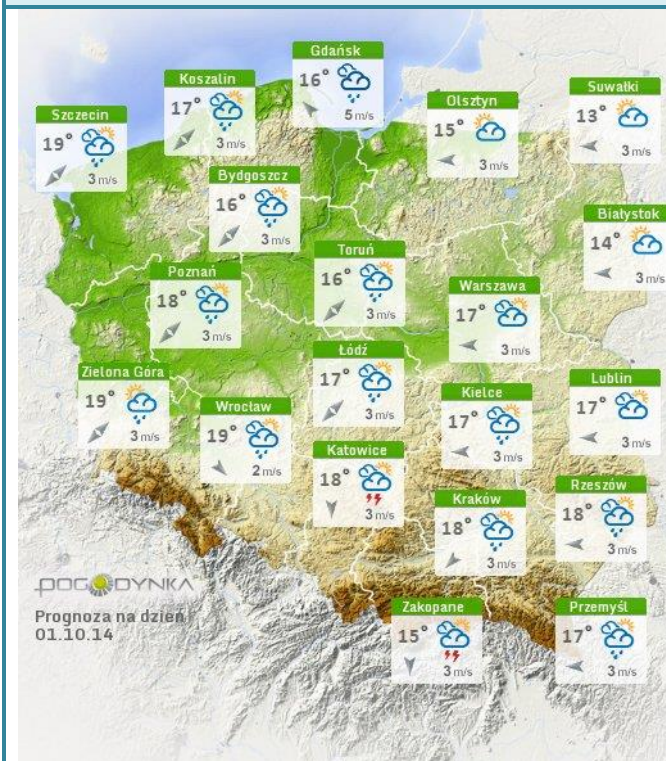 Gdańsk
16°
5 m/s
Koszalin
17°
3 m/s
Suwałki
13°
3 m/s
Olsztyn
15°
3 m/s
Szczecin
19°
3 m/s
Bydgoszcz
16°
3 m/s
Białystok
14°
3 m/s
Toruń
16°
3 m/s
Poznań
18°
3 m/s
Warszawa
17°
3 m/s
Łódź
17°
3 m/s
Zielona Góra
19°
3 m/s
Lublin
17°
3 m/s
Kielce
17°
3 m/s
Wrocław
19°
2 m/s
Katowice
18°
3 m/s
Rzeszów
18°
3 m/s
Kraków
18°
3 m/s
POGODYNKA
Prognoza na dzień
01.10.14
Zakopane
15°
3 m/s
Przemyśl
17°
3 m/s